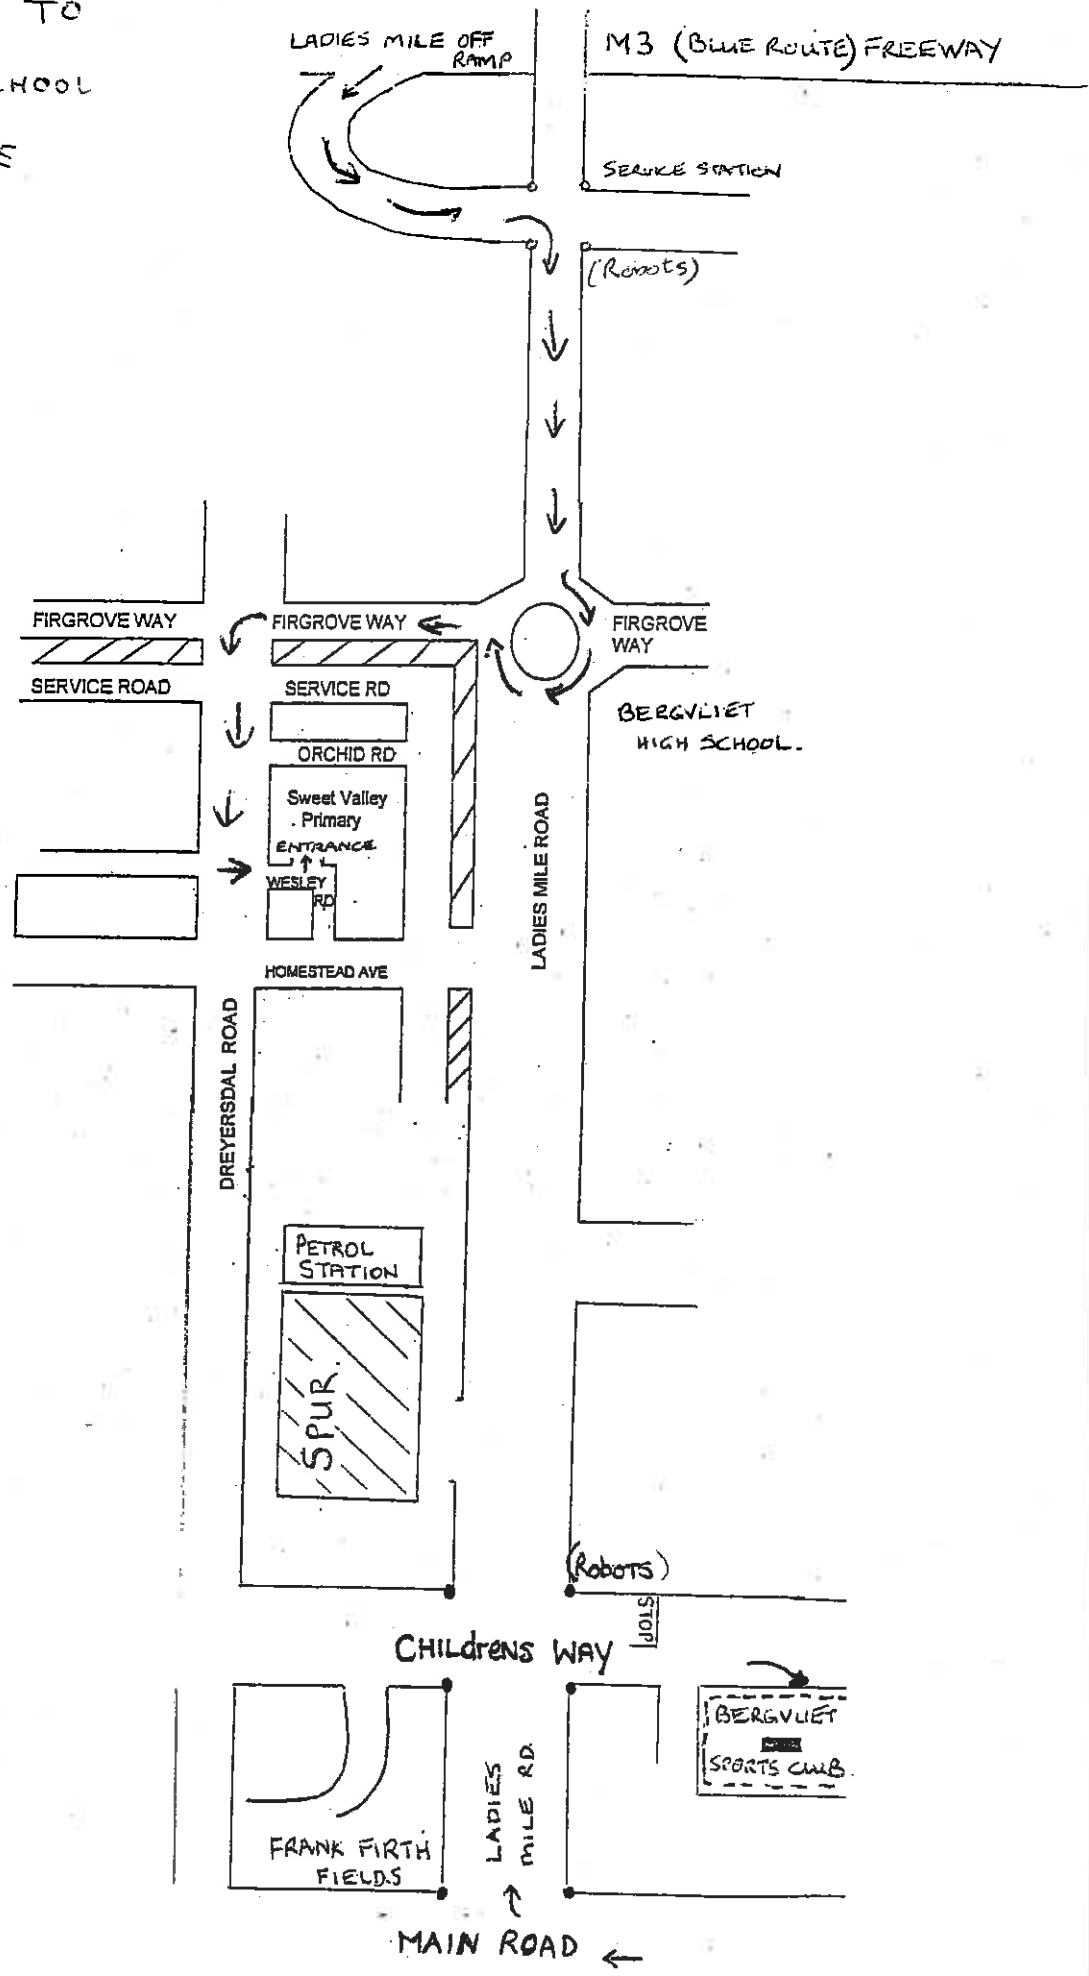 TO
LADIES MILE OFF
RAMP
M3 (BLUE ROUTE) FREEWAY
SERVICE STATION
(Robots)
FIRGROVE WAY
FIRGROVE WAY
FIRGROVE
WAY
SERVICE ROAD
SERVICE RD
BERGVLIET
HIGH SCHOOL.
ORCHID RD
Sweet Valley
Primary
ENTRANCE
WESLEY
RD
LADIES MILE ROAD
HOMESTEAD AVE
DREYERSDAL ROAD
PETROL
STATION
SPUR
(ROBOTS)
STOP
CHILdrENS WAY
BERGVLIET
SPORTS CLUB
LADIES
MILE RD.
FRANK FIRTH
FIELDS
MAIN ROAD